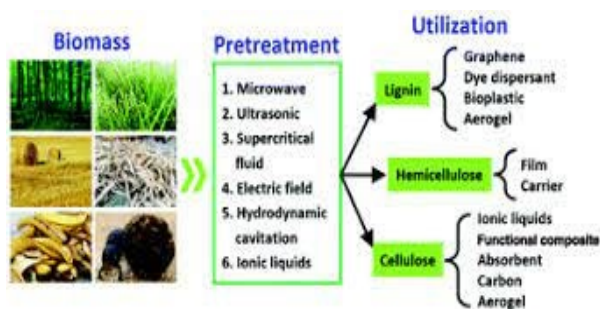 Biomass
Pretreatment
1. Microwave
2. Ultrasonic
3. Supercritical
fluid
4. Electric field
5. Hydrodynamic
cavitation
6. Ionic liquids
Utilization
Lignin
Graphene
Dye dispersant
Bioplastic
Aerogel
Hemicellulose
Film
Carrier
Cellulose
Ionic liquids
Functional composite
Absorbent
Carbon
Aerogel